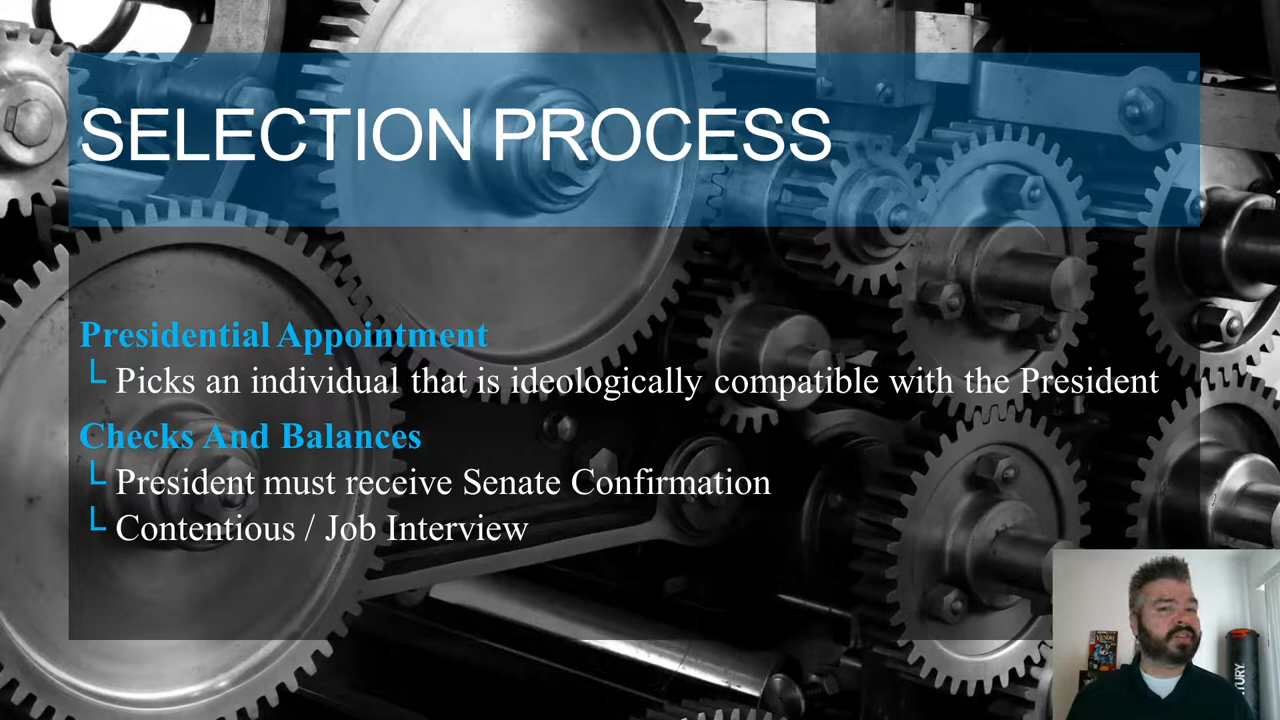 SELECTION PROCESS
Presidential Appointment
Picks an individual that is ideologically compatible with the President
Checks And Balances
President must receive Senate Confirmation
Contentious / Job Interview
TURY